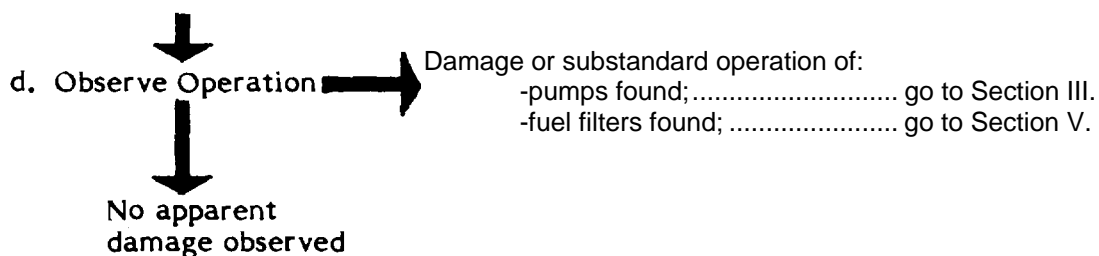 d. Observe Operation
Damage or substandard operation of:
-pumps found;............................ go to Section III.
-fuel filters found; ....................... go to Section V.
No apparent
damage observed